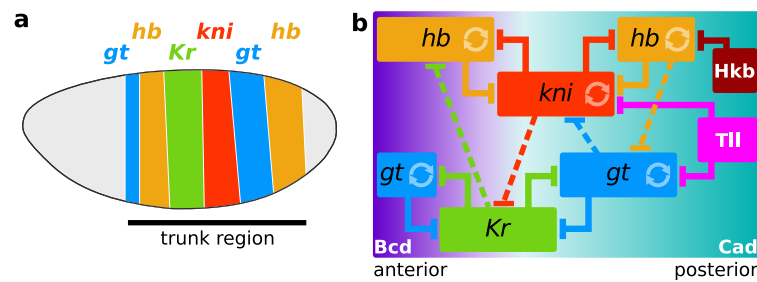 a
hb kni hb
gt Kr gt
trunk region
b
hb hb
Hkb
kni
Tll
gt gt
Kr
Bcd Cad
anterior posterior